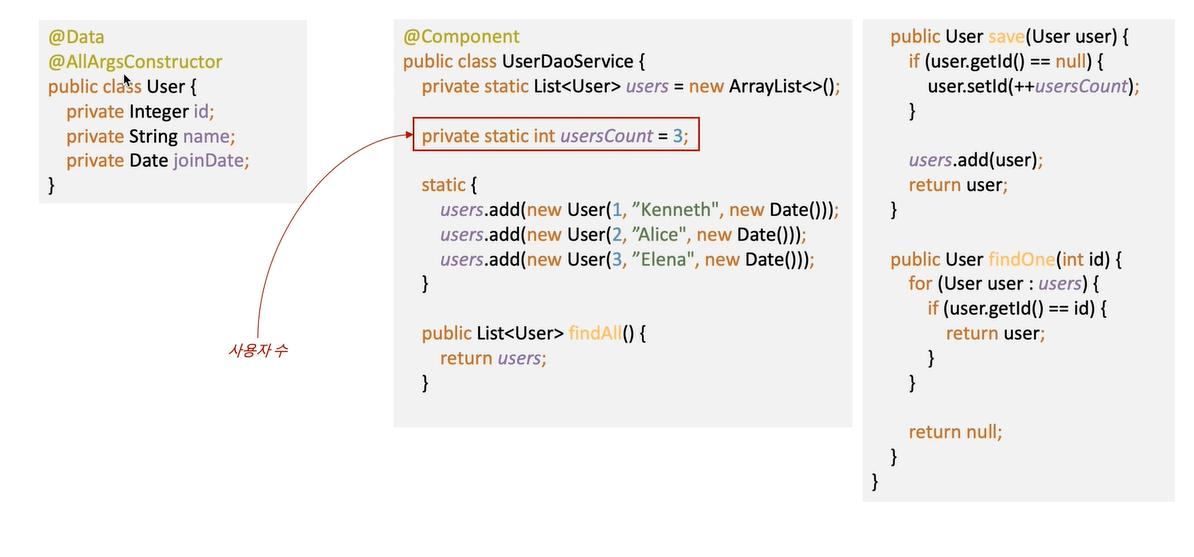 @Data
@AllArgsConstructor
public class User {
private Integer id;
private String name;
private Date joinDate;
}
사용자 수
@Component
public class UserDaoService {
private static List<User> users = new ArrayList<>();
private static int usersCount = 3;
static {
users.add(new User(1, ”Kenneth", new Date()));
users.add(new User(2, ”Alice", new Date()));
users.add(new User(3, ”Elena", new Date()));
}
public List<User> findAll() {
return users;
}
public User save(User user) {
if (user.getId() == null) {
user.setId(++usersCount);
}
users.add(user);
return user;
}
public User findOne(int id) {
for (User user : users) {
if (user.getId() == id) {
return user;
}
}
return null;
}
}